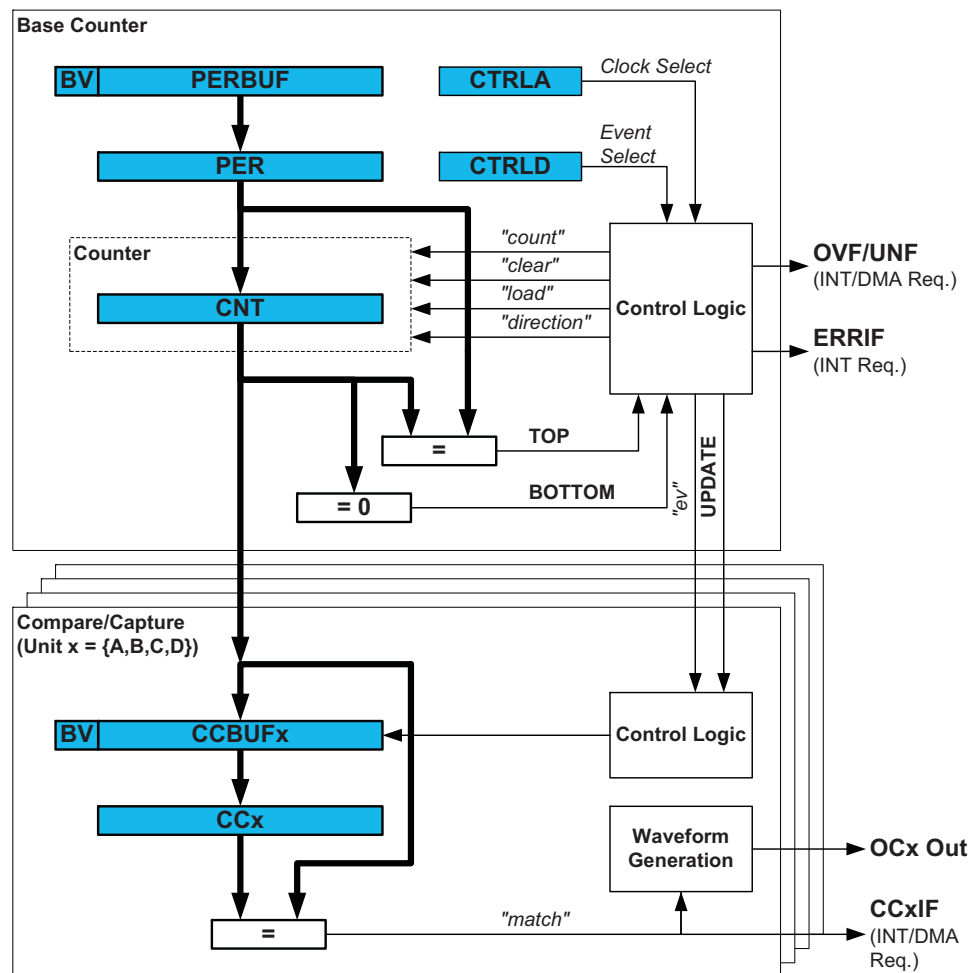 Base Counter
BV PERBUF
CTRLA
Clock Select
PER
CTRLD
Event
Select
Counter
CNT
"count"
"clear"
"load"
"direction"
Control Logic
OVF/UNF
(INT/DMA Req.)
ERRIF
(INT Req.)
=
TOP
= 0
BOTTOM
"ev"
UPDATE
Compare/Capture
(Unit x = {A,B,C,D})
BV CCBUFx
Control Logic
CCx
Waveform
Generation
OCx Out
=
"match"
CCxIF
(INT/DMA
Req.)